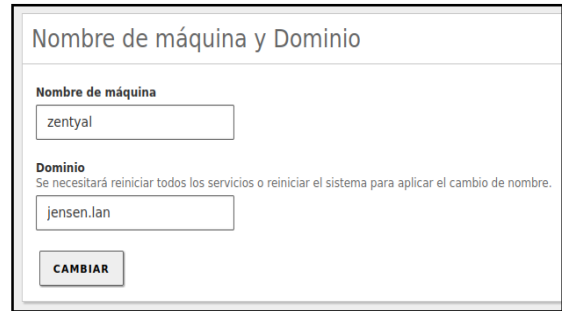 Nombre de máquina y Dominio
Nombre de máquina
zentyal
Dominio
Se necesitará reiniciar todos los servicios o reiniciar el sistema para aplicar el cambio de nombre.
jensen.lan
CAMBIAR